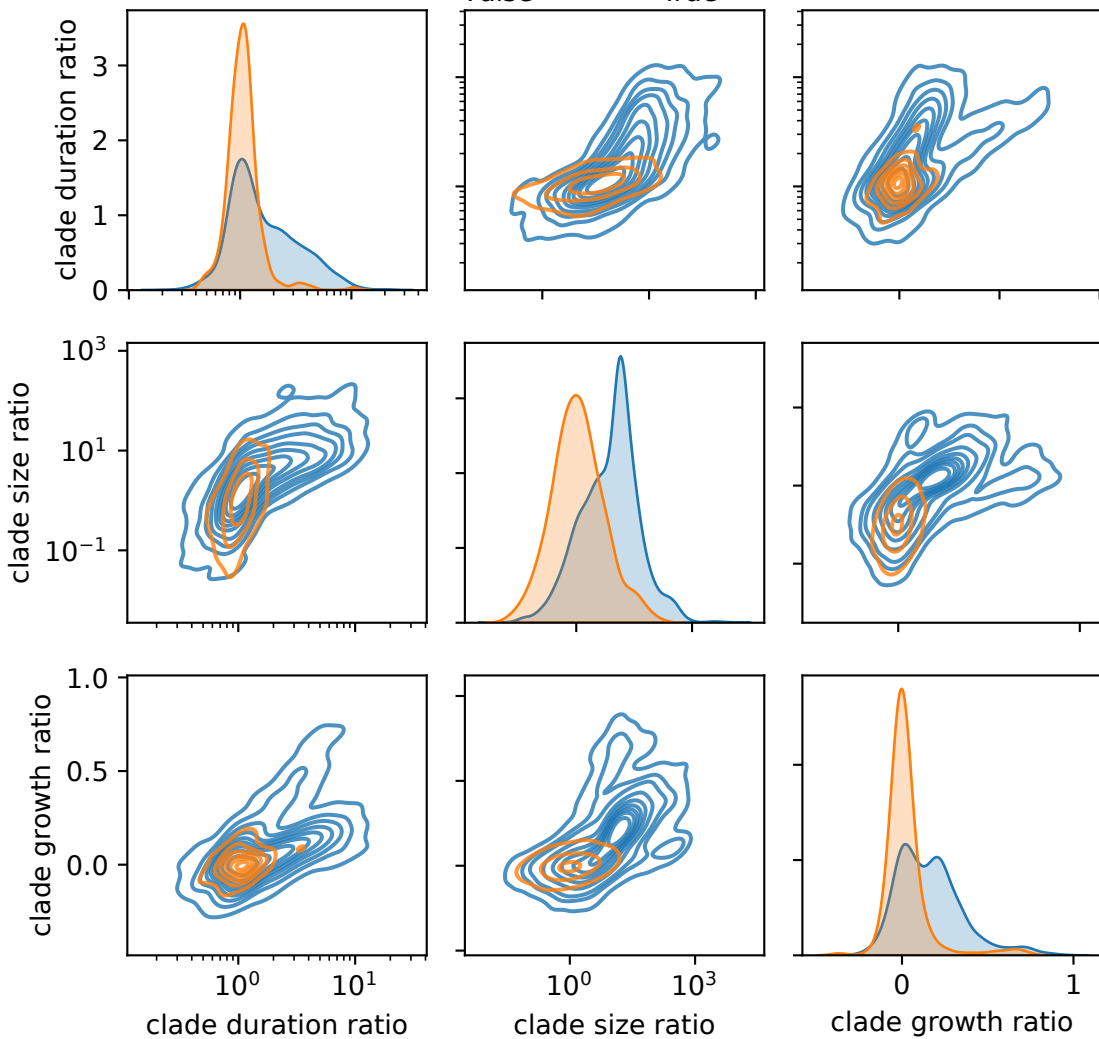 False True
clade duration ratio
3
2
1
0
clade size ratio
10³
10¹
10⁻¹
clade growth ratio
1.0
0.5
0.0
10⁰ 10¹ 10⁰ 10³ 0 1
clade duration ratio clade size ratio clade growth ratio